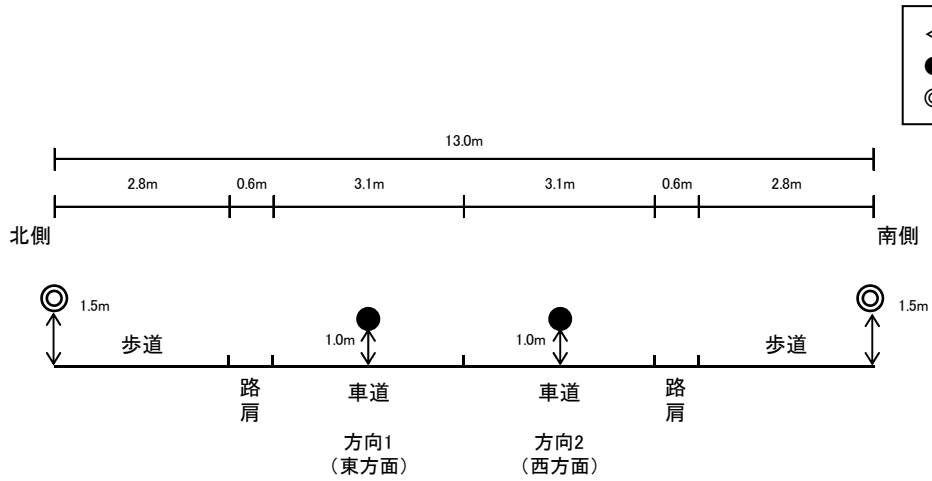 13.0m
2.8m 0.6m 3.1m 3.1m 0.6m 2.8m
北側 南側
1.5m 1.5m
1.0m 1.0m
歩道 歩道
路肩 車道 車道 路肩
方向1 方向2
（東方面） （西方面）